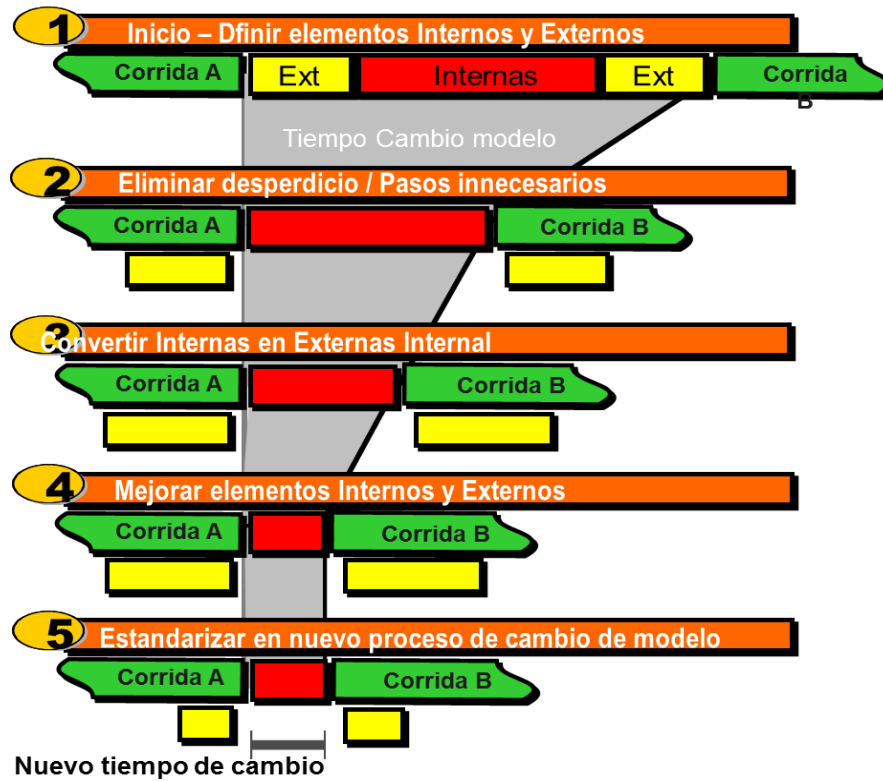 1 Inicio – Dfinir elementos Internos y Externos
Corrida A Ext Internas Ext Corrida
B
Tiempo Cambio modelo
2 Eliminar desperdicio / Pasos innecesarios
Corrida A Corrida B
3 Convertir Internas en Externas Internal
Corrida A Corrida B
4 Mejorar elementos Internos y Externos
Corrida A Corrida B
5 Estandarizar en nuevo proceso de cambio de modelo
Corrida A Corrida B
Nuevo tiempo de cambio